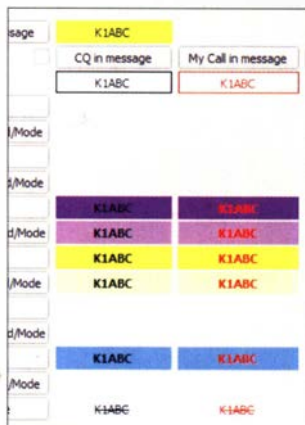 ssage K1ABC
CQ in message My Call in message
K1ABC K1ABC
d/Mode
d/Mode
K1ABC K1ABC
d/Mode K1ABC K1ABC
K1ABC K1ABC
d/Mode K1ABC K1ABC
d/Mode
K1ABC K1ABC
/Mode
e K1ABC K1ABC